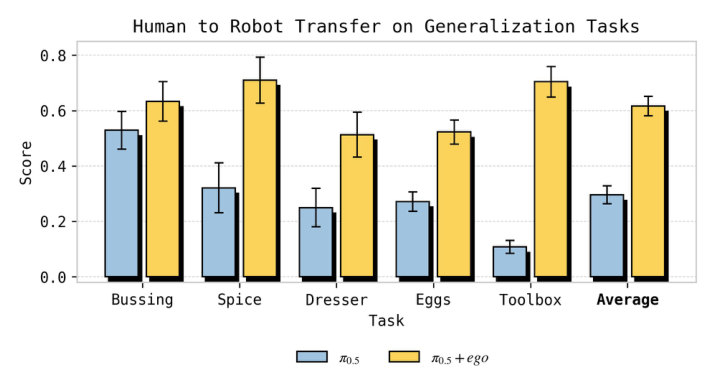 Human to Robot Transfer on Generalization Tasks
0.8
0.6
0.4
0.2
0.0
Score
Bussing Spice Dresser Eggs Toolbox Average
Task
π0.5 π0.5 + ego